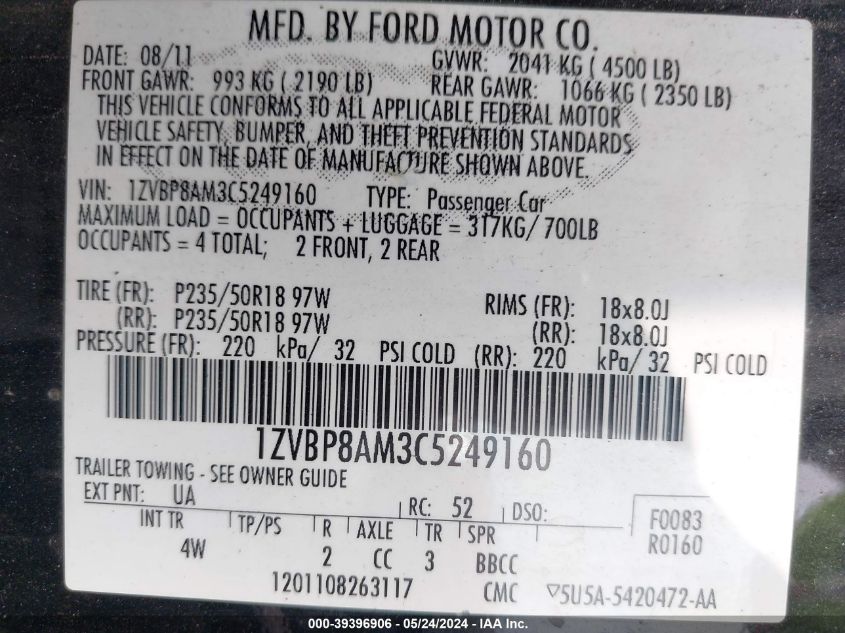 MFD. BY FORD MOTOR CO.
DATE: 08/11 GVWR: 2041 KG ( 4500 LB)
FRONT GAWR: 993 KG ( 2190 LB) REAR GAWR: 1066 KG ( 2350 LB)
THIS VEHICLE CONFORMS TO ALL APPLICABLE FEDERAL MOTOR
VEHICLE SAFETY, BUMPER, AND THEFT PREVENTION STANDARDS
IN EFFECT ON THE DATE OF MANUFACTURE SHOWN ABOVE.
VIN: 1ZVBP8AM3C5249160 TYPE: Passenger Car
MAXIMUM LOAD = OCCUPANTS + LUGGAGE = 317KG/ 700LB
OCCUPANTS = 4 TOTAL; 2 FRONT, 2 REAR
TIRE (FR): P235/50R18 97W RIMS (FR): 18x8.0J
(RR): P235/50R18 97W (RR): 18x8.0J
PRESSURE (FR): 220 kPa/ 32 PSI COLD (RR): 220 kPa/ 32 PSI COLD
1ZVBP8AM3C5249160
TRAILER TOWING - SEE OWNER GUIDE
EXT PNT: UA RC: 52 DSO:
INT TR TP/PS R AXLE TR SPR F0083
4W 2 CC 3 BBCC R0160
1201108263117 CMC ▽5U5A-5420472-AA
000-39396906 - 05/24/2024 - IAA Inc.